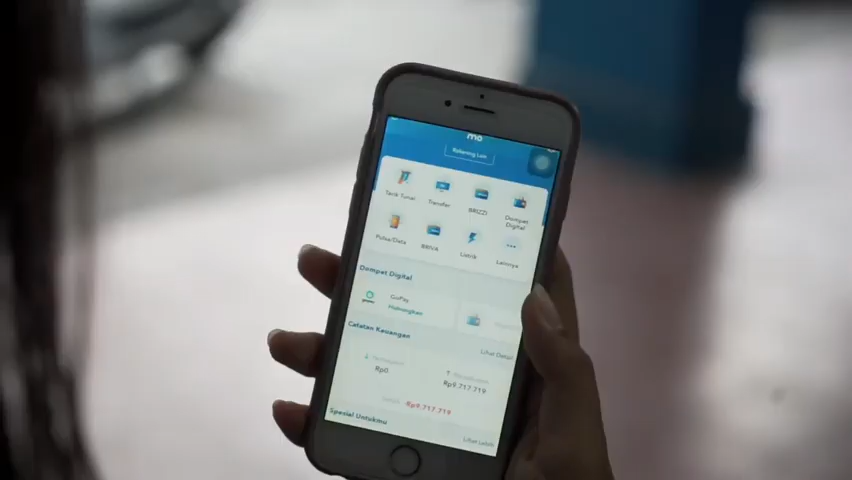 mo
Rekening Lain
Tarik Tunai
Transfer
BRIZZI
Dompet Digital
Pulsa/Data
BRIVA
Listrik
Lainnya
Dompet Digital
GoPay
Hubungkan
Catatan Keuangan
Lihat Detail
Rp0
Rp9.717.719
Rp9.717.719
Spesial Untukmu
Lihat Lebih